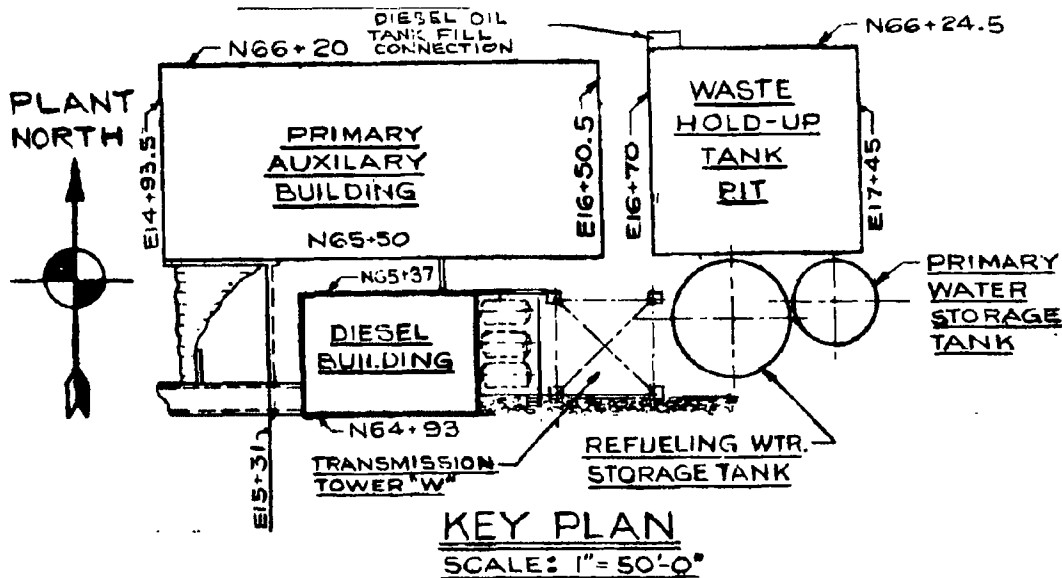 DIESEL OIL
TANK FILL
CONNECTION
N66+20
N66+24.5
PLANT
NORTH
E14+93.5
PRIMARY
AUXILARY
BUILDING
E16+50.5
E16+70
WASTE
HOLD-UP
TANK
PIT
E17+45
N65+50
N65+37
DIESEL
BUILDING
PRIMARY
WATER
STORAGE
TANK
N64+93
E15+31
TRANSMISSION
TOWER "W"
REFUELING WTR.
STORAGE TANK
KEY PLAN
SCALE: 1"=50'-0"